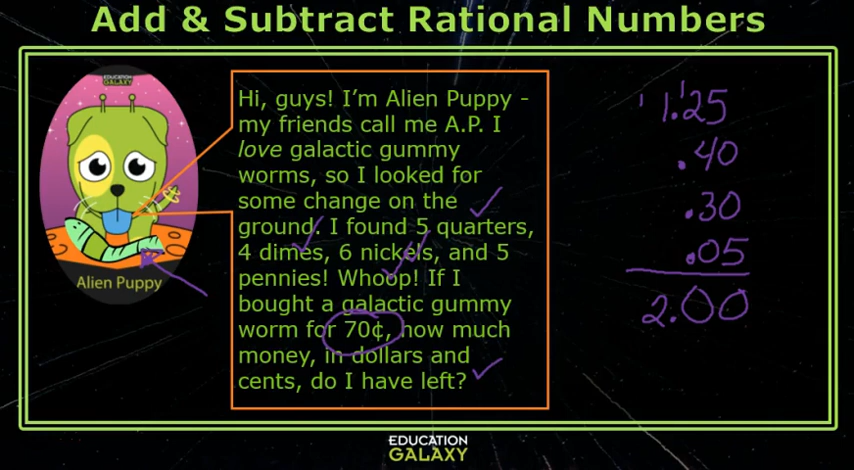 Add & Subtract Rational Numbers
EDUCATION
GALAXY
Alien Puppy
Hi, guys! I'm Alien Puppy -
my friends call me A.P. I
love galactic gummy
worms, so I looked for
some change on the
ground. I found 5 quarters,
4 dimes, 6 nickels, and 5
pennies! Whoop! If I
bought a galactic gummy
worm for 70¢, how much
money, in dollars and
cents, do I have left?
1 1
1.25
.40
.30
.05
2.00
EDUCATION
GALAXY